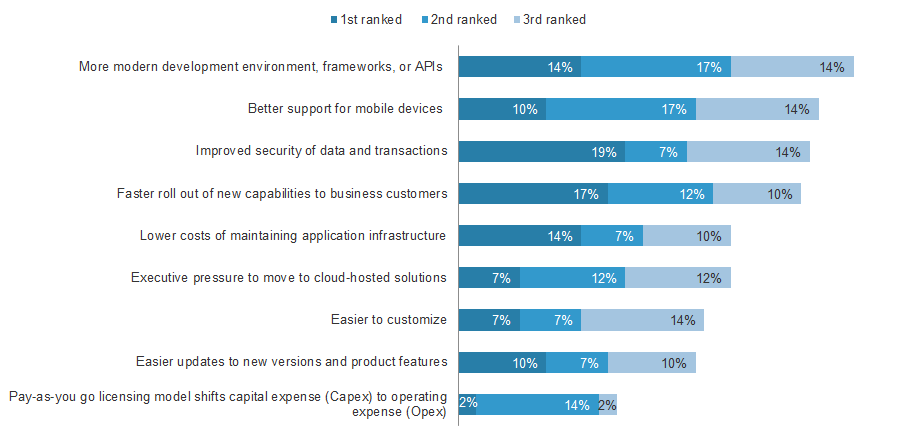 1st ranked 2nd ranked 3rd ranked
More modern development environment, frameworks, or APIs 14% 17% 14%
Better support for mobile devices 10% 17% 14%
Improved security of data and transactions 19% 7% 14%
Faster roll out of new capabilities to business customers 17% 12% 10%
Lower costs of maintaining application infrastructure 14% 7% 10%
Executive pressure to move to cloud-hosted solutions 7% 12% 12%
Easier to customize 7% 7% 14%
Easier updates to new versions and product features 10% 7% 10%
Pay-as-you go licensing model shifts capital expense (Capex) to operating
expense (Opex) 2% 14% 2%